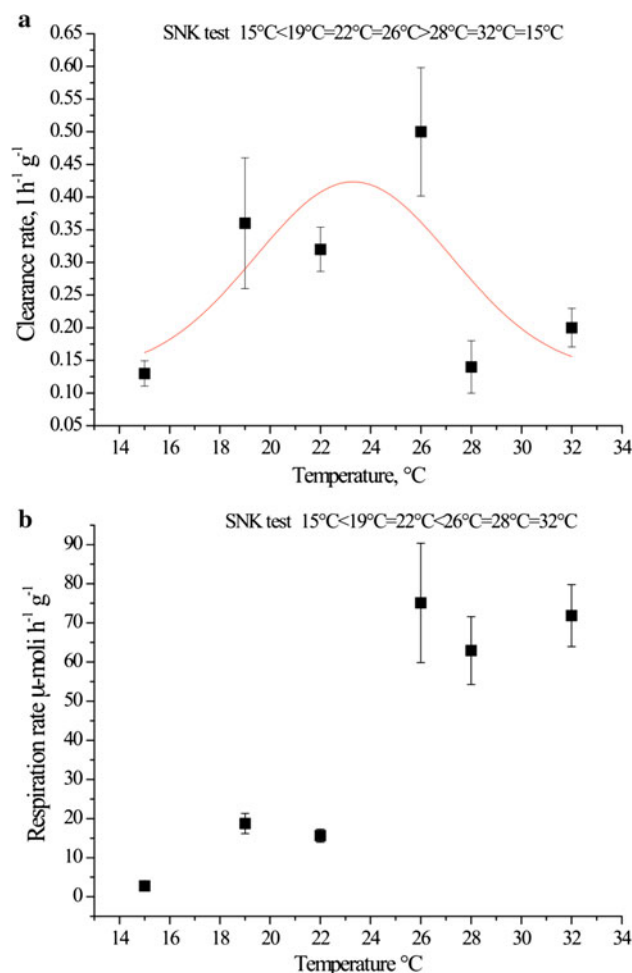 a
SNK test 15°C<19°C=22°C=26°C>28°C=32°C=15°C
0.65
0.60
0.55
0.50
0.45
0.40
0.35
0.30
0.25
0.20
0.15
0.10
0.05
Clearance rate, l h⁻¹ g⁻¹
14 16 18 20 22 24 26 28 30 32 34
Temperature, °C
b
SNK test 15°C<19°C=22°C<26°C=28°C=32°C
90
80
70
60
50
40
30
20
10
0
Respiration rate μ-moli h⁻¹ g⁻¹
14 16 18 20 22 24 26 28 30 32 34
Temperature °C